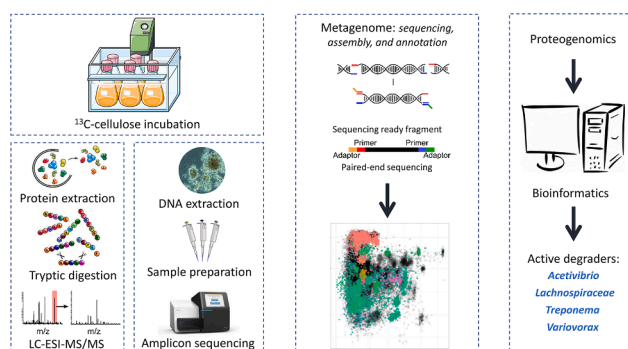 ¹³C-cellulose incubation
Protein extraction
Tryptic digestion
m/z
m/z
LC-ESI-MS/MS
DNA extraction
Sample preparation
Amplicon sequencing
Metagenome: sequencing,
assembly, and annotation
Sequencing ready fragment
Primer Primer
Adaptor Adaptor
Paired-end sequencing
Proteogenomics
Bioinformatics
Active degraders:
Acetivibrio
Lachnospiraceae
Treponema
Variovorax